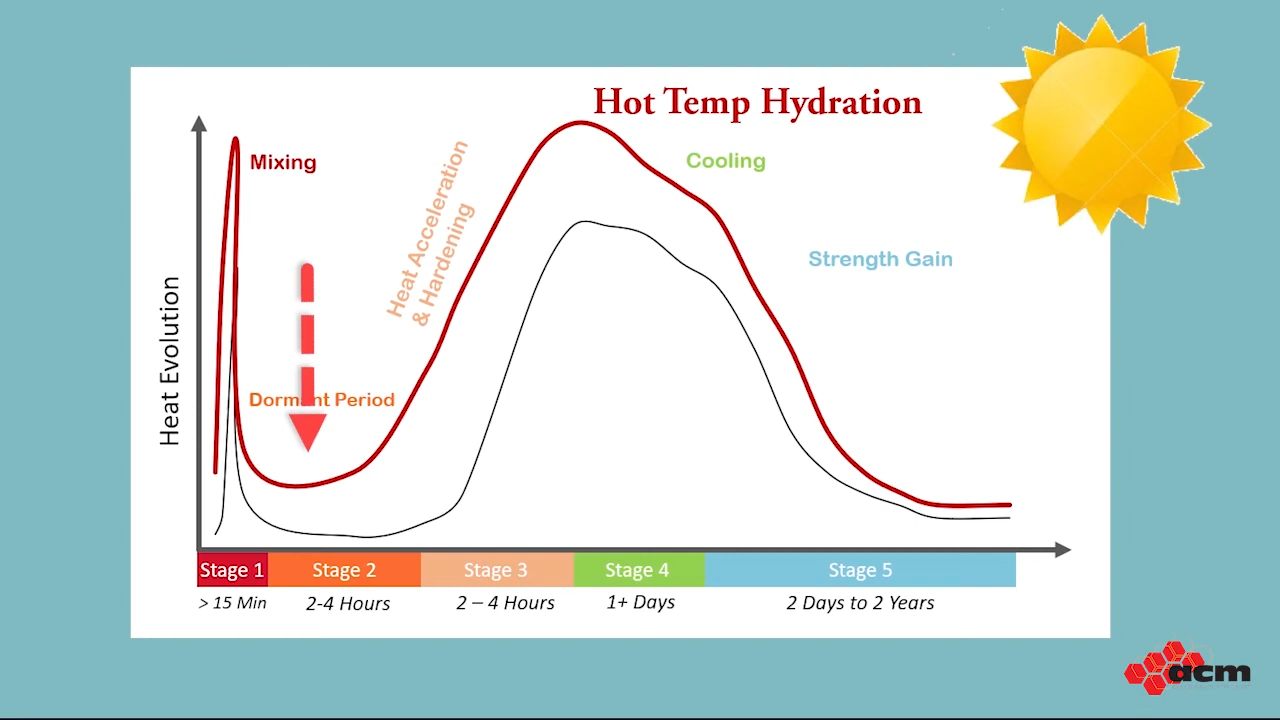 Hot Temp Hydration
Mixing
Cooling
Heat Acceleration
& Hardening
Strength Gain
Heat Evolution
Dormant Period
Stage 1
Stage 2
Stage 3
Stage 4
Stage 5
> 15 Min
2-4 Hours
2 – 4 Hours
1+ Days
2 Days to 2 Years
acm